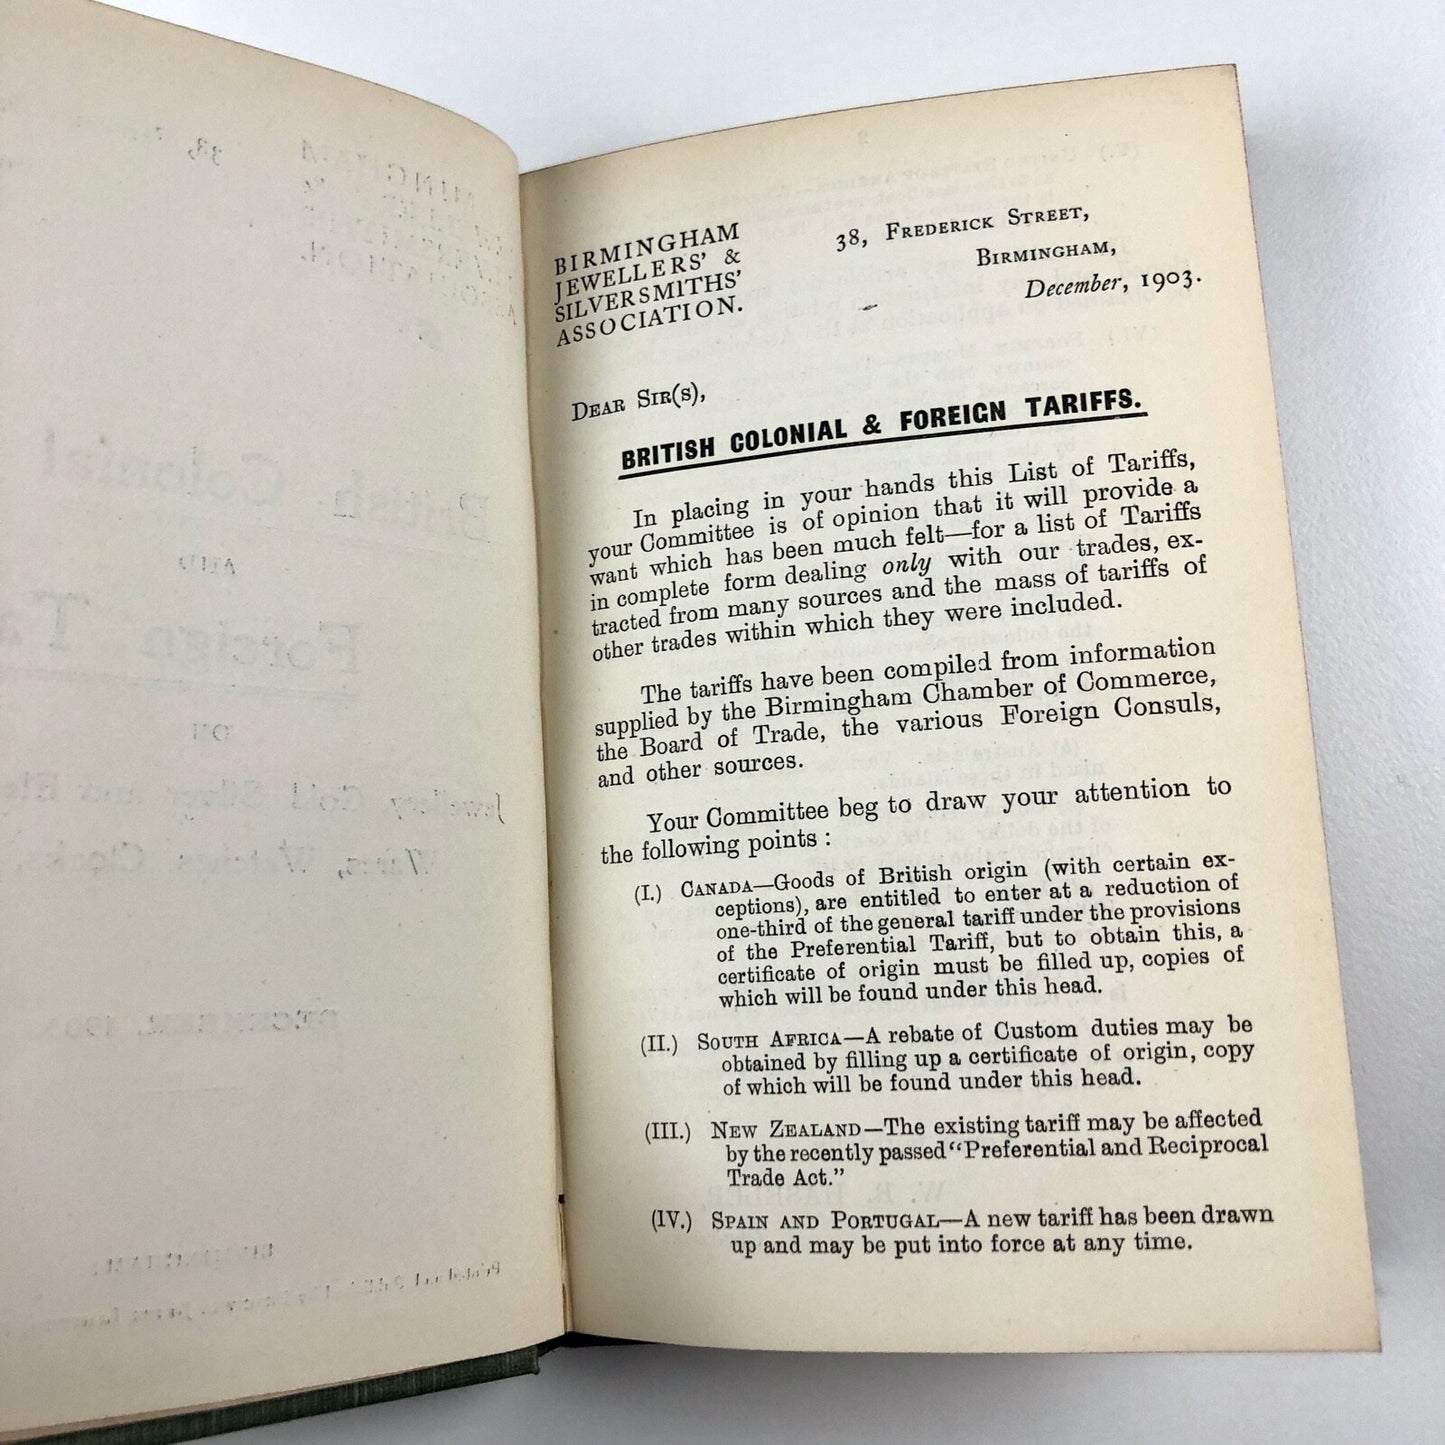 BIRMINGHAM
JEWELLERS' &
SILVERSMITHS'
ASSOCIATION.
38, FREDERICK STREET,
BIRMINGHAM,
December, 1903.
DEAR SIR(S),
BRITISH COLONIAL & FOREIGN TARIFFS.
In placing in your hands this List of Tariffs,
your Committee is of opinion that it will provide a
want which has been much felt—for a list of Tariffs
in complete form dealing only with our trades, ex-
tracted from many sources and the mass of tariffs of
other trades within which they were included.
The tariffs have been compiled from information
supplied by the Birmingham Chamber of Commerce,
the Board of Trade, the various Foreign Consuls,
and other sources.
Your Committee beg to draw your attention to
the following points :
(I.) CANADA—Goods of British origin (with certain ex-
ceptions), are entitled to enter at a reduction of
one-third of the general tariff under the provisions
of the Preferential Tariff, but to obtain this, a
certificate of origin must be filled up, copies of
which will be found under this head.
(II.) SOUTH AFRICA—A rebate of Custom duties may be
obtained by filling up a certificate of origin, copy
of which will be found under this head.
(III.) NEW ZEALAND—The existing tariff may be affected
by the recently passed "Preferential and Reciprocal
Trade Act."
(IV.) SPAIN AND PORTUGAL—A new tariff has been drawn
up and may be put into force at any time.